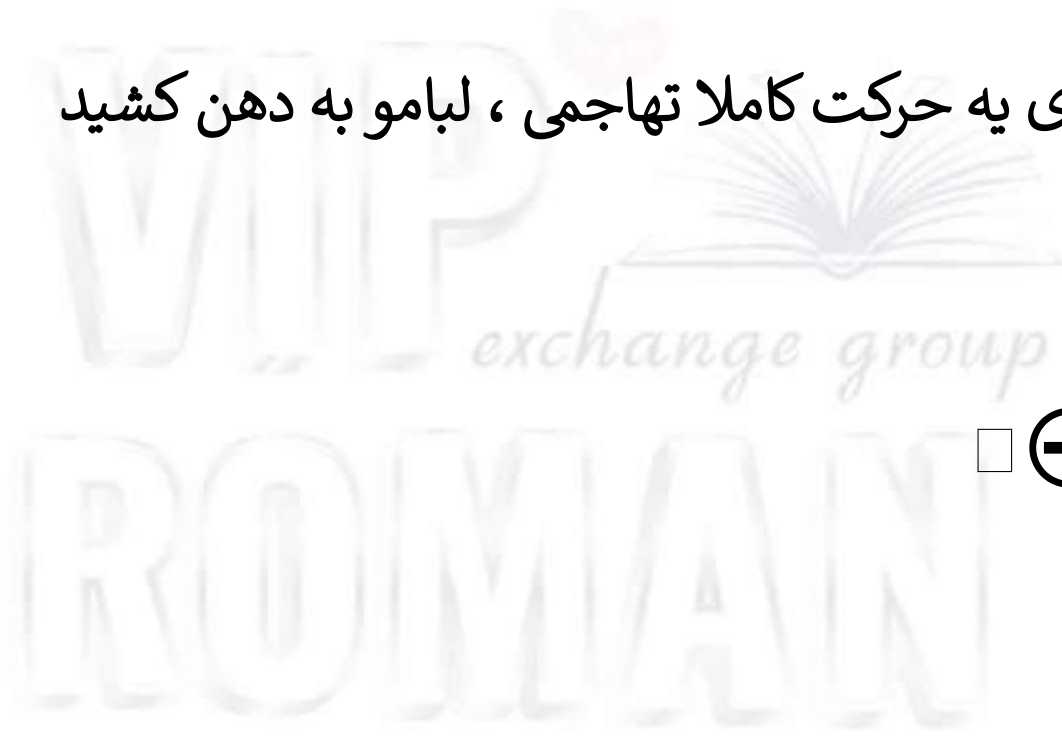 ی یه حرکت کاملا تهاجمی ، لبامو به دهن کشید
VIP
exchange group
ROMAN